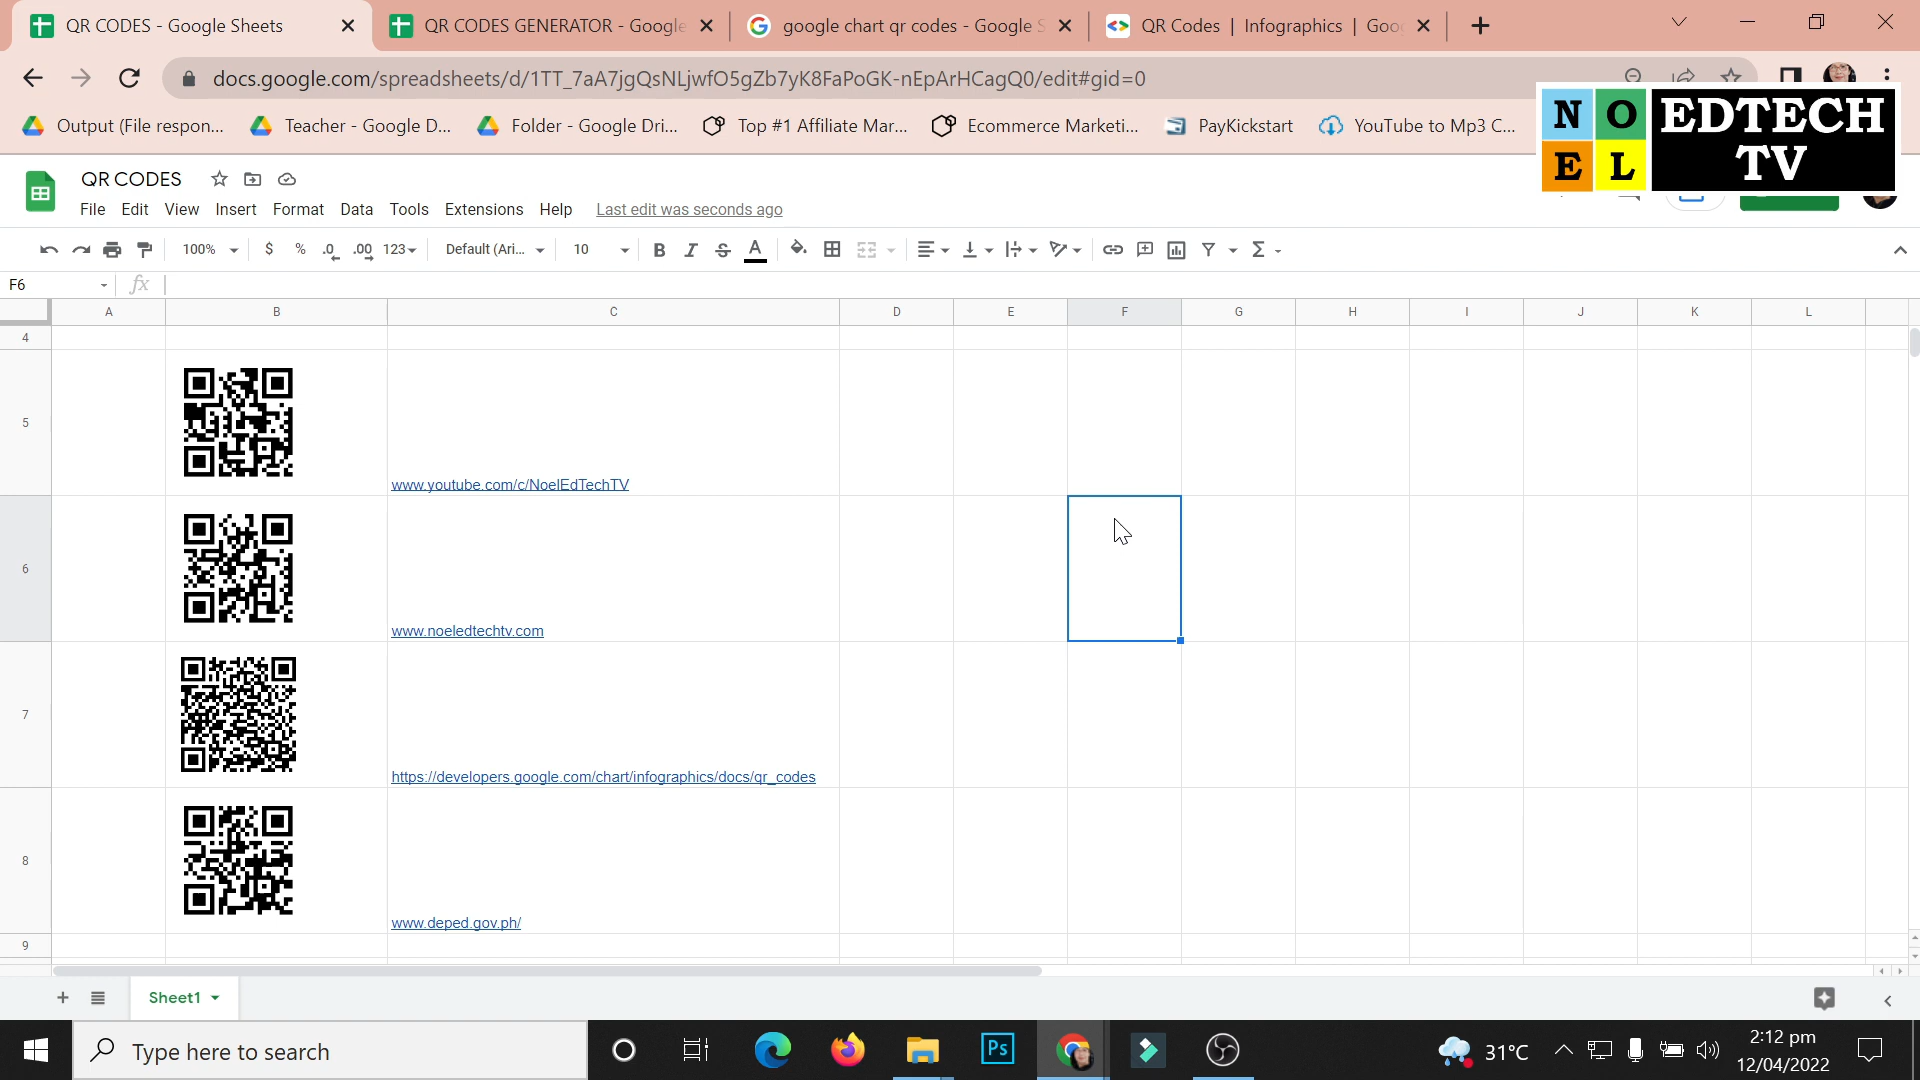 QR CODES - Google Sheets
QR CODES GENERATOR - Google
google chart qr codes - Google S
QR Codes | Infographics | Goo
docs.google.com/spreadsheets/d/1TT_7aA7jgQsNLjwfO5gZb7yK8FaPoGK-nEpArHCagQ0/edit#gid=0
Output (File respon...
Teacher - Google D...
Folder - Google Dri...
Top #1 Affiliate Mar...
Ecommerce Marketi...
PayKickstart
YouTube to Mp3 C...
NOEL EDTECH TV
QR CODES
File Edit View Insert Format Data Tools Extensions Help Last edit was seconds ago
100% $ % .0 .00 123 Default (Ari... 10 B I S A Σ
F6 fx
A B C D E F G H I J K L
4
5
www.youtube.com/c/NoelEdTechTV
6
www.noeledtechtv.com
7
https://developers.google.com/chart/infographics/docs/qr_codes
8
www.deped.gov.ph/
9
Sheet1
Type here to search
Ps
31°C
2:12 pm
12/04/2022